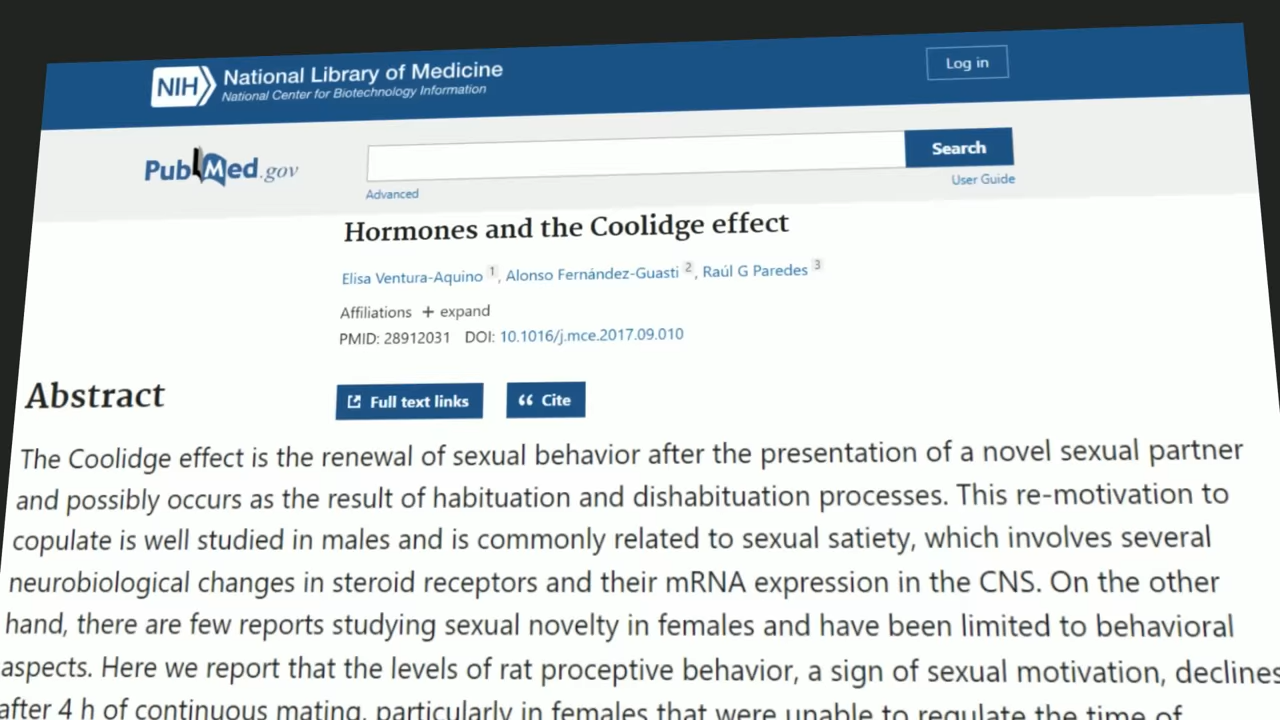 NIH National Library of Medicine
National Center for Biotechnology Information
Log in
PubMed.gov
Search
Advanced
User Guide
Hormones and the Coolidge effect
Elisa Ventura-Aquino 1, Alonso Fernández-Guasti 2, Raúl G Paredes 3
Affiliations + expand
PMID: 28912031 DOI: 10.1016/j.mce.2017.09.010
Abstract
Full text links
Cite
The Coolidge effect is the renewal of sexual behavior after the presentation of a novel sexual partner
and possibly occurs as the result of habituation and dishabituation processes. This re-motivation to
copulate is well studied in males and is commonly related to sexual satiety, which involves several
neurobiological changes in steroid receptors and their mRNA expression in the CNS. On the other
hand, there are few reports studying sexual novelty in females and have been limited to behavioral
aspects. Here we report that the levels of rat proceptive behavior, a sign of sexual motivation, declines
after 4 h of continuous mating, particularly in females that were unable to regulate the time of